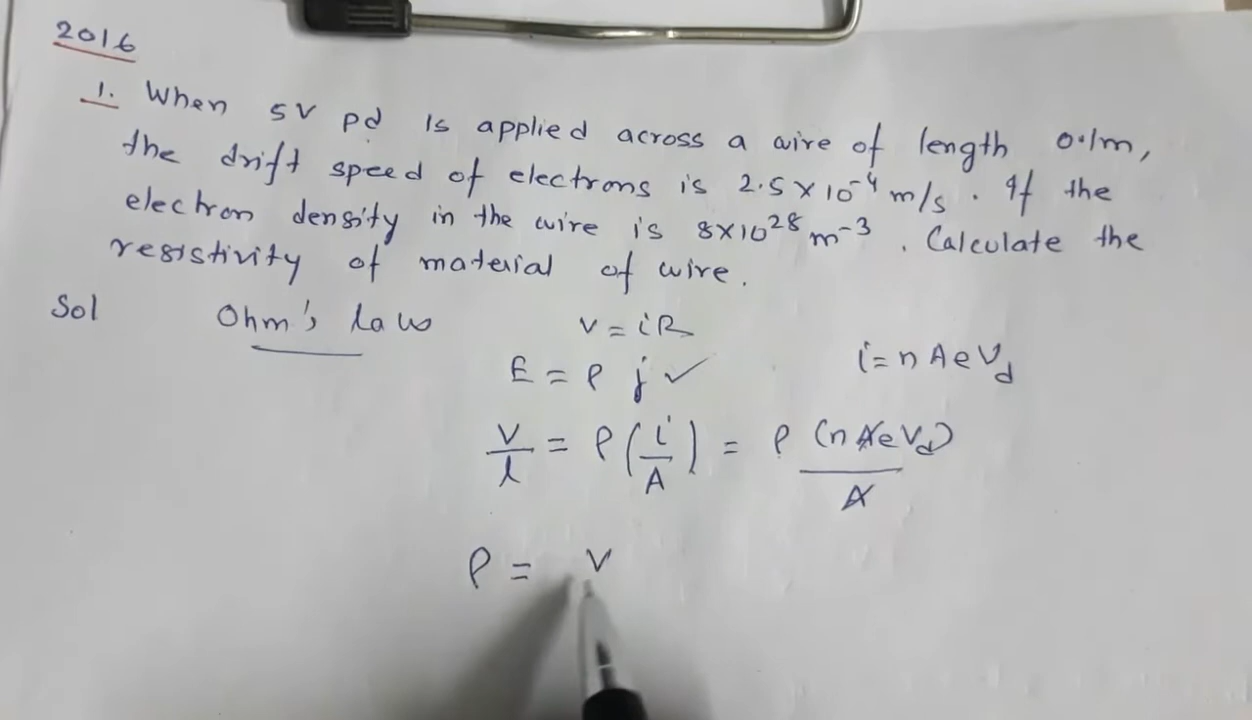 2016
1. When 5V pd is applied across a wire of length 0.1m,
the drift speed of electrons is 2.5×10⁻⁴ m/s. If the
electron density in the wire is 8×10²⁸ m⁻³. Calculate the
resistivity of material of wire.
Sol Ohm's law V = iR
E = ρ j ✓ i = n A e V_d
V/l = ρ (i/A) = ρ (n A e V_d)/A
ρ = V